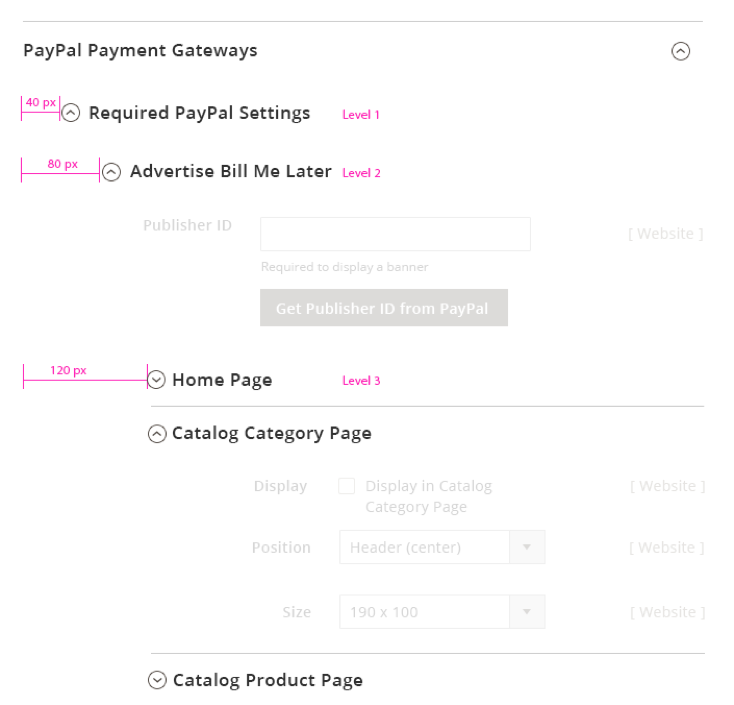 PayPal Payment Gateways
40 px
Required PayPal Settings Level 1
80 px
Advertise Bill Me Later Level 2
Publisher ID [ Website ]
Required to display a banner
Get Publisher ID from PayPal
120 px
Home Page Level 3
Catalog Category Page
Display Display in Catalog [ Website ]
Category Page
Position Header (center) [ Website ]
Size 190 x 100 [ Website ]
Catalog Product Page